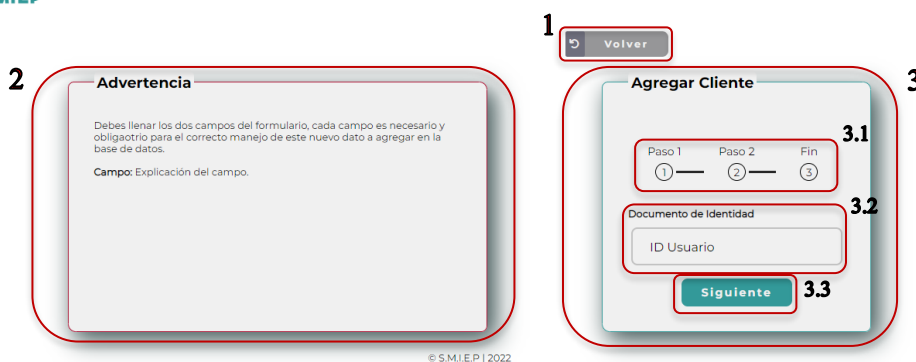 1
Volver
2
Advertencia
Debes llenar los dos campos del formulario, cada campo es necesario y
obligaotrio para el correcto manejo de este nuevo dato a agregar en la
base de datos.
Campo: Explicación del campo.
3
Agregar Cliente
3.1
Paso 1 Paso 2 Fin
1 2 3
3.2
Documento de Identidad
ID Usuario
Siguiente
3.3
© S.M.I.E.P | 2022